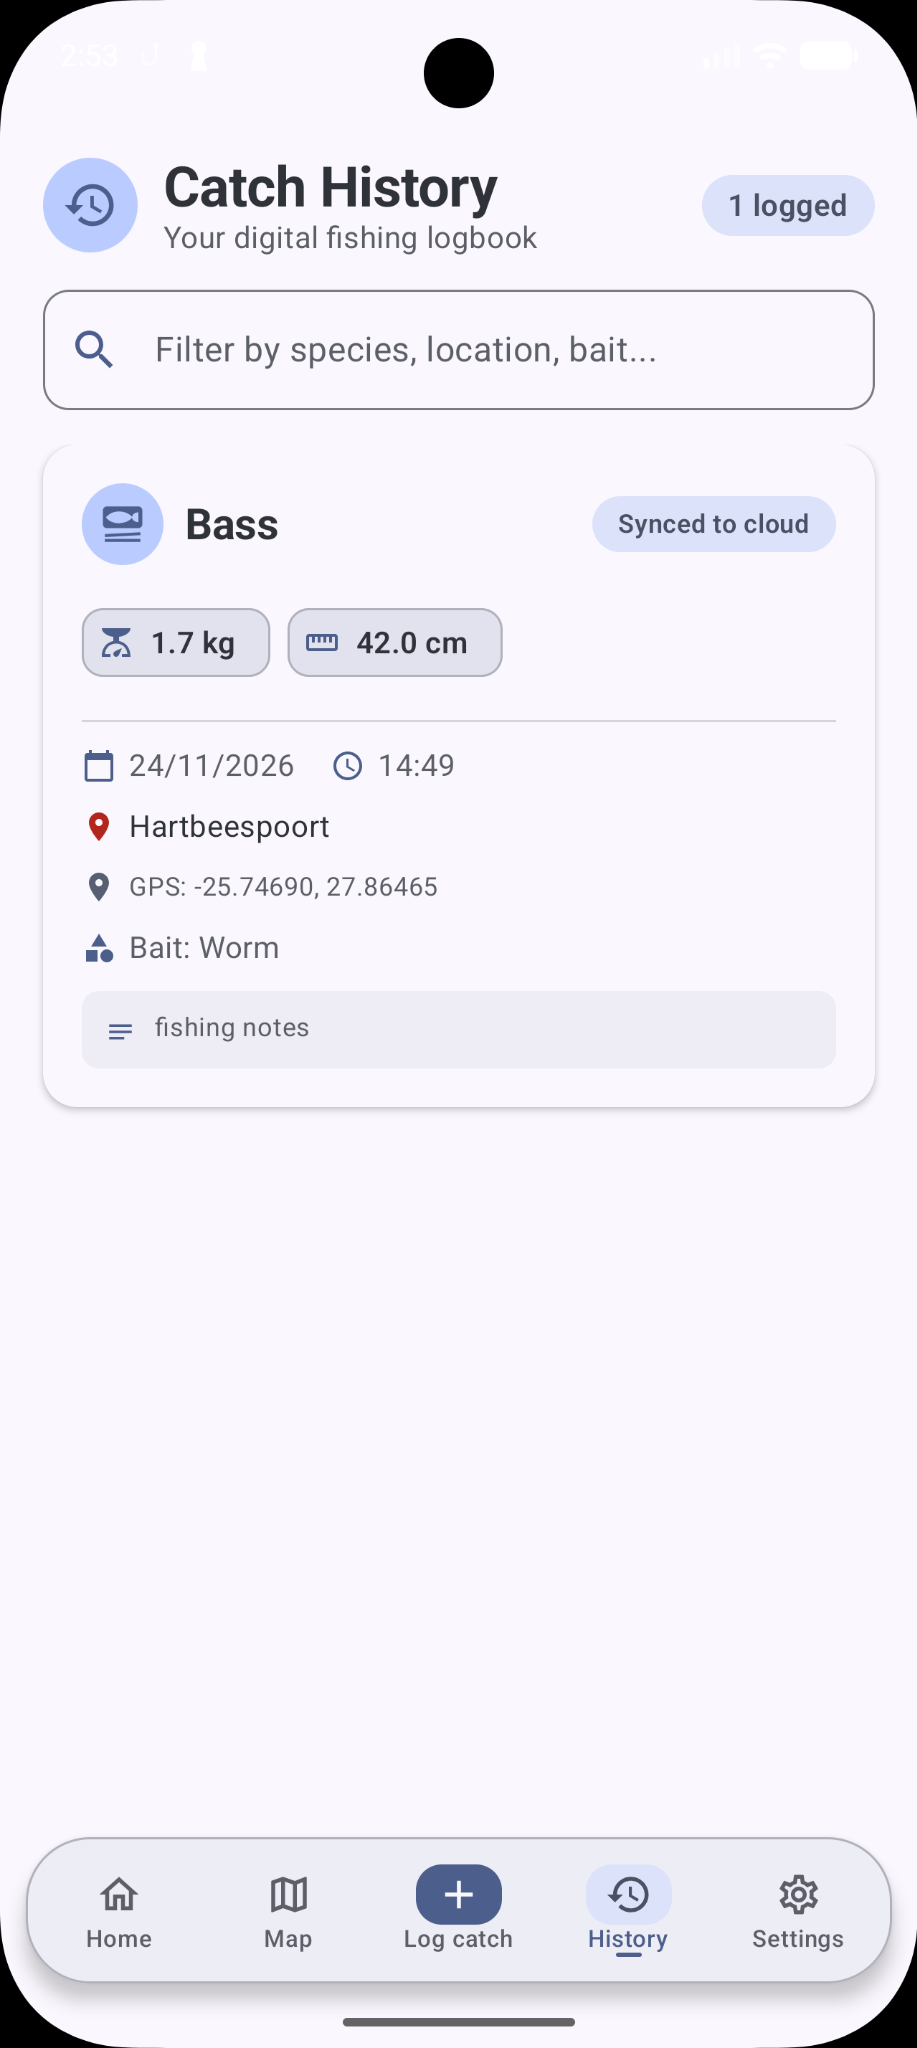 2:53
Catch History
Your digital fishing logbook
1 logged
Filter by species, location, bait...
Bass
Synced to cloud
1.7 kg
42.0 cm
24/11/2026
14:49
Hartbeespoort
GPS: -25.74690, 27.86465
Bait: Worm
fishing notes
Home
Map
Log catch
History
Settings